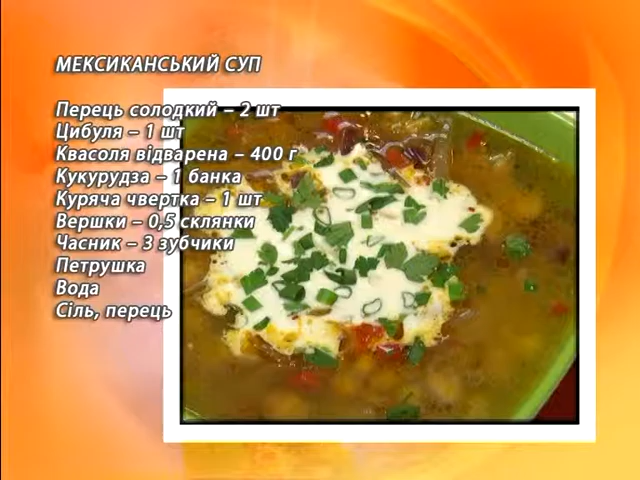 МЕКСИКАНСЬКИЙ СУП
Перець солодкий – 2 шт
Цибуля – 1 шт
Квасоля відварена – 400 г
Кукурудза – 1 банка
Куряча чвертка – 1 шт
Вершки – 0,5 склянки
Часник – 3 зубчики
Петрушка
Вода
Сіль, перець